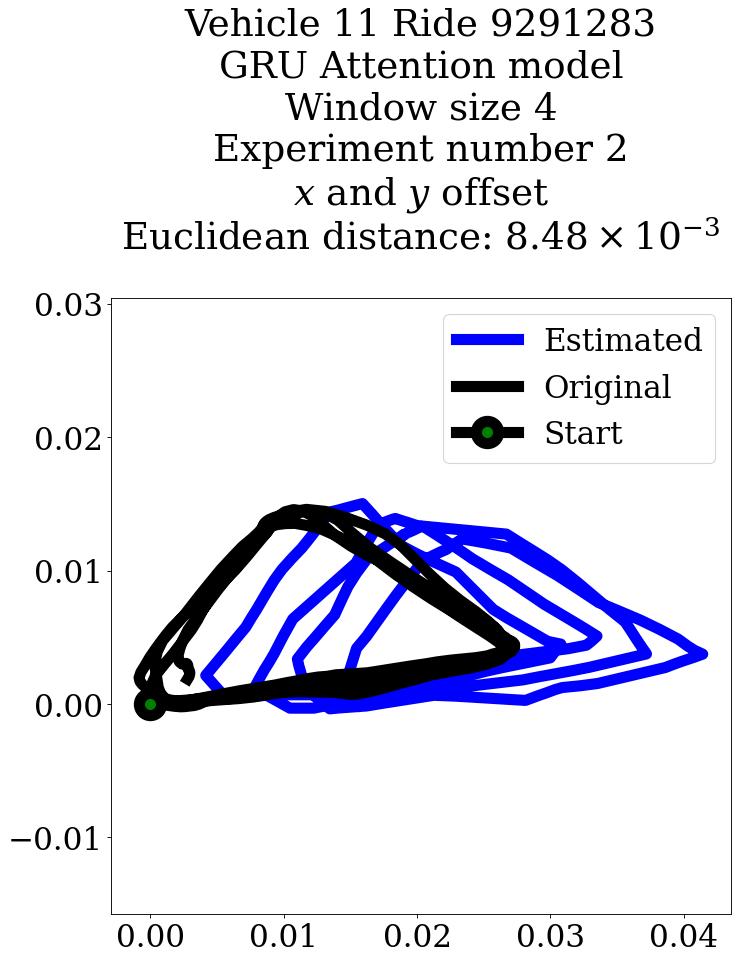 Vehicle 11 Ride 9291283
GRU Attention model
Window size 4
Experiment number 2
x and y offset
Euclidean distance: 8.48 × 10⁻³
0.03
Estimated
Original
Start
0.02
0.01
0.00
−0.01
0.00 0.01 0.02 0.03 0.04